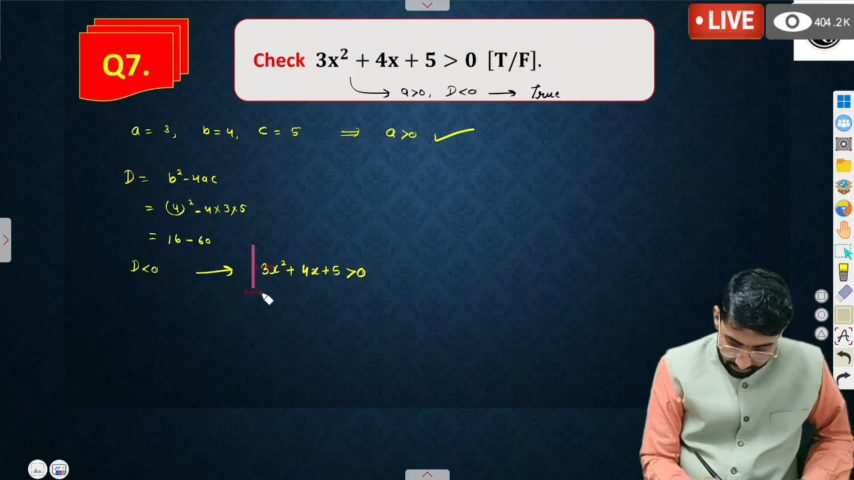 LIVE
404.2K
Q7.
Check 3x² + 4x + 5 > 0 [T/F].
a>0, D<0 → True
a = 3, b = 4, c = 5 ⇒ a>0 ✓
D = b² - 4ac
= (4)² - 4×3×5
= 16 - 60
D<0 → 3x² + 4x + 5 >0